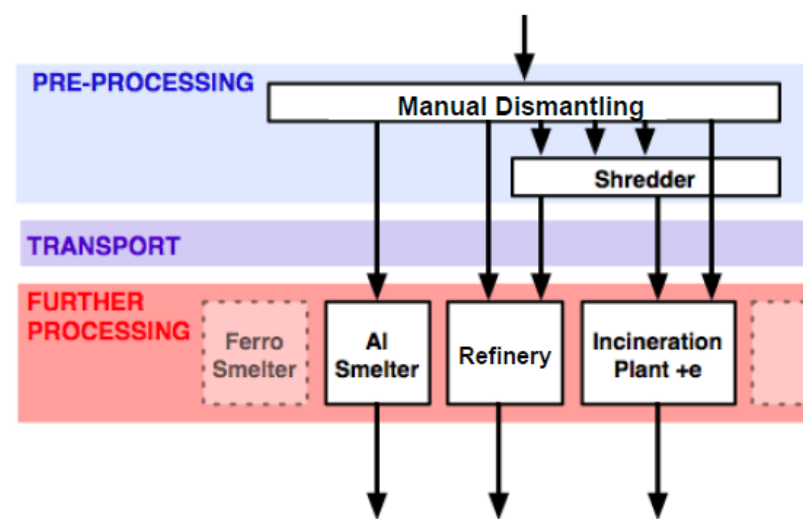 PRE-PROCESSING
Manual Dismantling
Shredder
TRANSPORT
FURTHER
PROCESSING
Ferro
Smelter
Al
Smelter
Refinery
Incineration
Plant +e